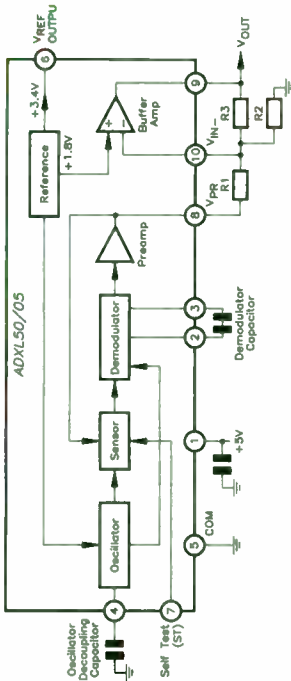 ADXL50/05
Reference
+3.4V
VREF
OUTPU
6
+1.8V
Buffer
Amp
+
-
9
VOUT
10
VIN-
R3
R2
R1
8
VPR
Preamp
Demodulator
3
2
Demodulator
Capacitor
Sensor
1
+5V
Oscillator
5
COM
4
Oscillator
Decoupling
Capacitor
7
Self Test
(ST)